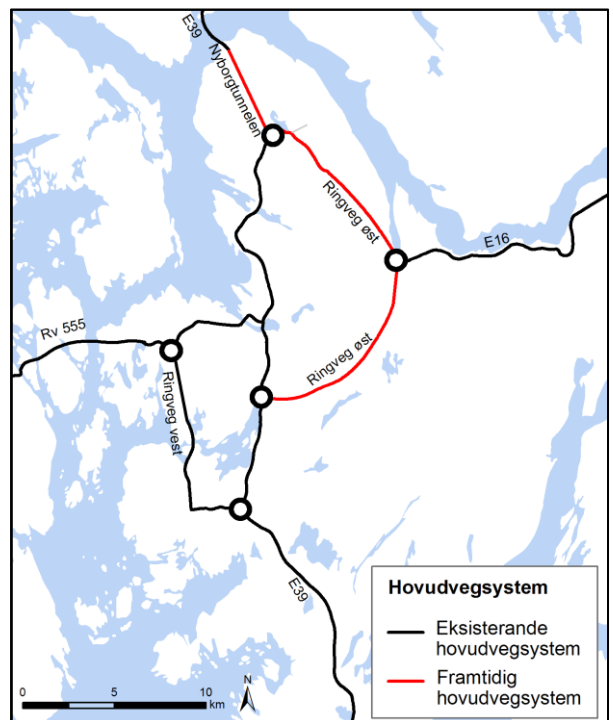 E39
Nyborgtunnelen
Ringveg øst
E16
Rv 555
Ringveg øst
Ringveg vest
E39
Hovudvegsystem
Eksisterande
hovudvegsystem
Framtidig
hovudvegsystem
0 5 10
km
N